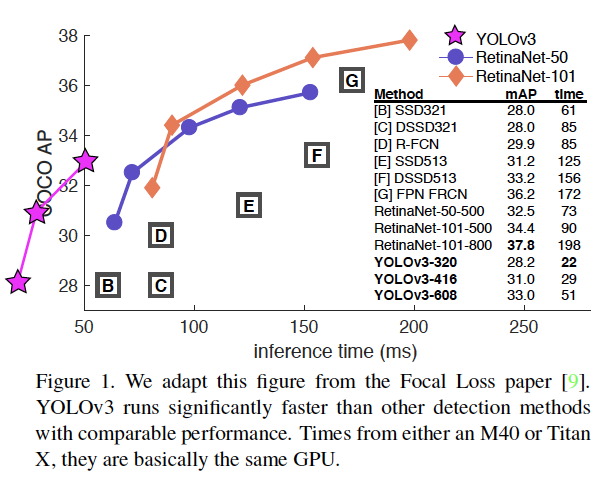 38
36
34
32
30
28
COCO AP
50
100
150
200
250
inference time (ms)
B
C
D
E
F
G
YOLOv3
RetinaNet-50
RetinaNet-101
Method mAP time
[B] SSD321 28.0 61
[C] DSSD321 28.0 85
[D] R-FCN 29.9 85
[E] SSD513 31.2 125
[F] DSSD513 33.2 156
[G] FPN FRCN 36.2 172
RetinaNet-50-500 32.5 73
RetinaNet-101-500 34.4 90
RetinaNet-101-800 37.8 198
YOLOv3-320 28.2 22
YOLOv3-416 31.0 29
YOLOv3-608 33.0 51
Figure 1. We adapt this figure from the Focal Loss paper [9].
YOLOv3 runs significantly faster than other detection methods
with comparable performance. Times from either an M40 or Titan
X, they are basically the same GPU.